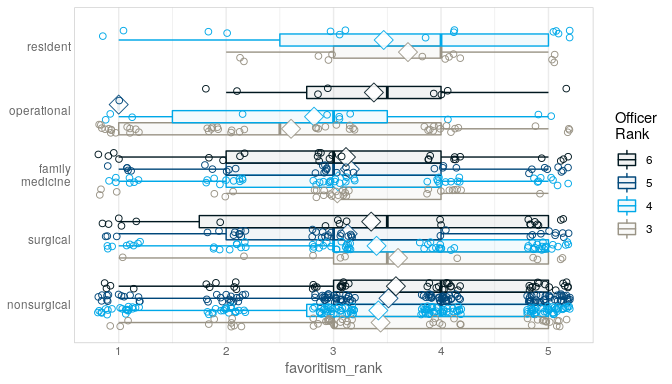 resident
operational
family
medicine
surgical
nonsurgical
1 2 3 4 5
favoritism_rank
Officer
Rank
6
5
4
3